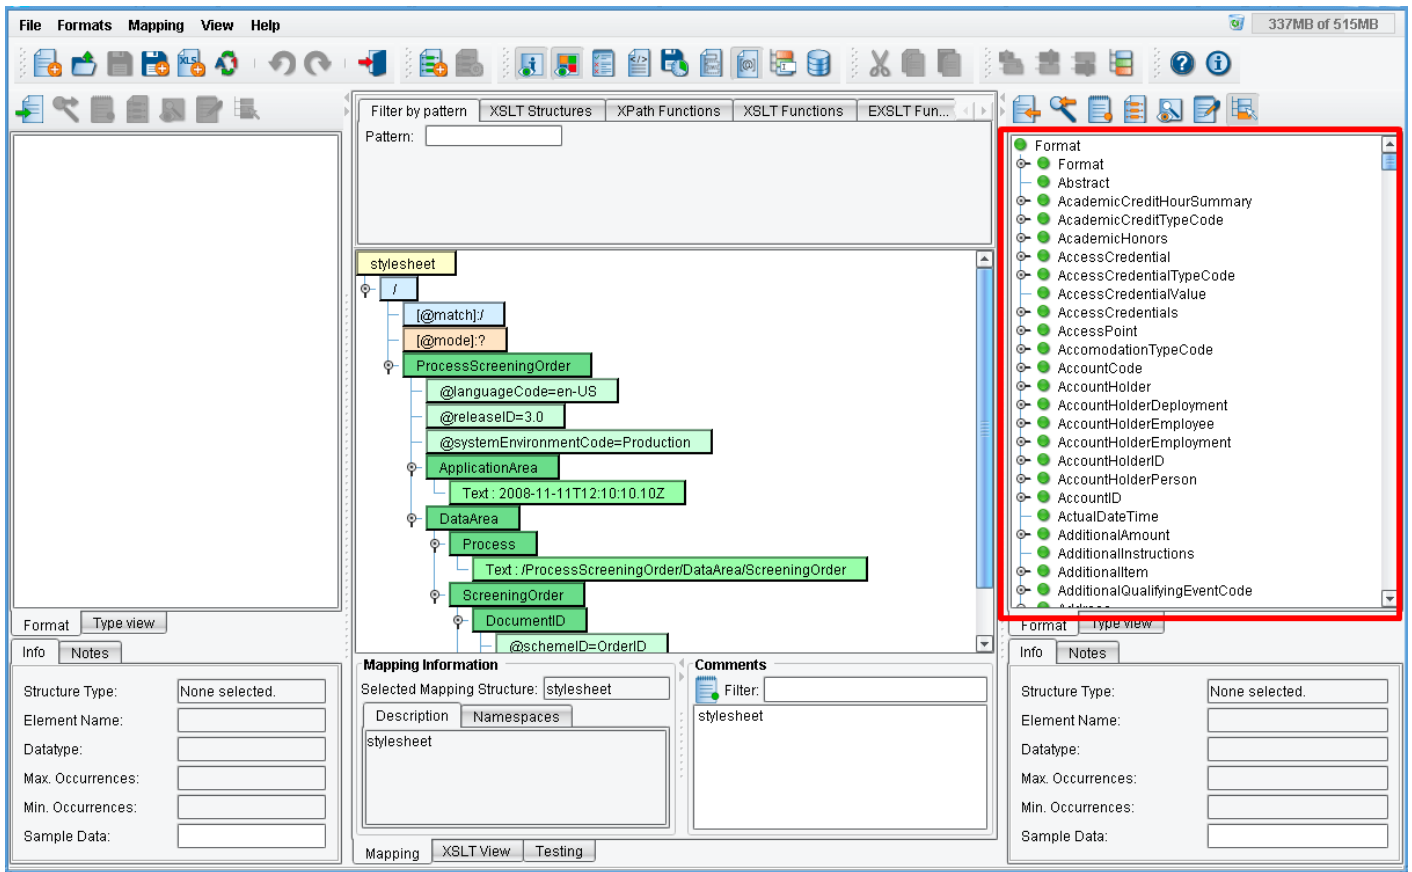 File Formats Mapping View Help
337MB of 515MB
Filter by pattern XSLT Structures XPath Functions XSLT Functions EXSLT Fun...
Pattern:
stylesheet
/
[@match]:/
[@mode]:?
ProcessScreeningOrder
@languageCode=en-US
@releaseID=3.0
@systemEnvironmentCode=Production
ApplicationArea
Text : 2008-11-11T12:10:10.10Z
DataArea
Process
Text : /ProcessScreeningOrder/DataArea/ScreeningOrder
ScreeningOrder
DocumentID
@schemeID=OrderID
Format
Format
Abstract
AcademicCreditHourSummary
AcademicCreditTypeCode
AcademicHonors
AccessCredential
AccessCredentialTypeCode
AccessCredentialValue
AccessCredentials
AccessPoint
AccomodationTypeCode
AccountCode
AccountHolder
AccountHolderDeployment
AccountHolderEmployee
AccountHolderEmployment
AccountHolderID
AccountHolderPerson
AccountID
ActualDateTime
AdditionalAmount
AdditionalInstructions
AdditionalItem
AdditionalQualifyingEventCode
Format Type view
Info Notes
Structure Type: None selected.
Element Name:
Datatype:
Max. Occurrences:
Min. Occurrences:
Sample Data:
Mapping Information
Selected Mapping Structure: stylesheet
Description Namespaces
stylesheet
Comments
Filter:
stylesheet
Mapping XSLT View Testing
Format Type view
Info Notes
Structure Type: None selected.
Element Name:
Datatype:
Max. Occurrences:
Min. Occurrences:
Sample Data: